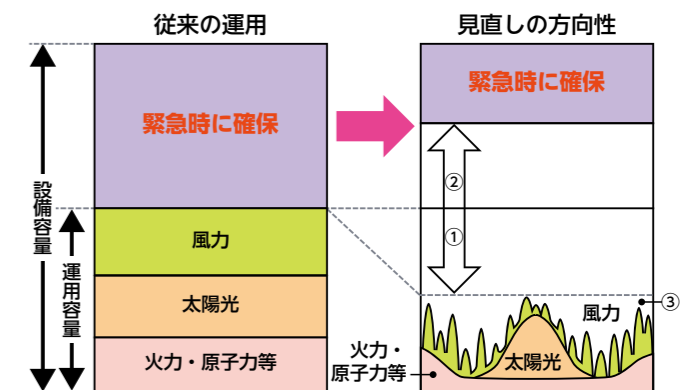 従来の運用
見直しの方向性
緊急時に確保
緊急時に確保
②
①
設備容量
運用容量
風力
太陽光
火力・原子力等
風力
③
火力・
原子力等
太陽光